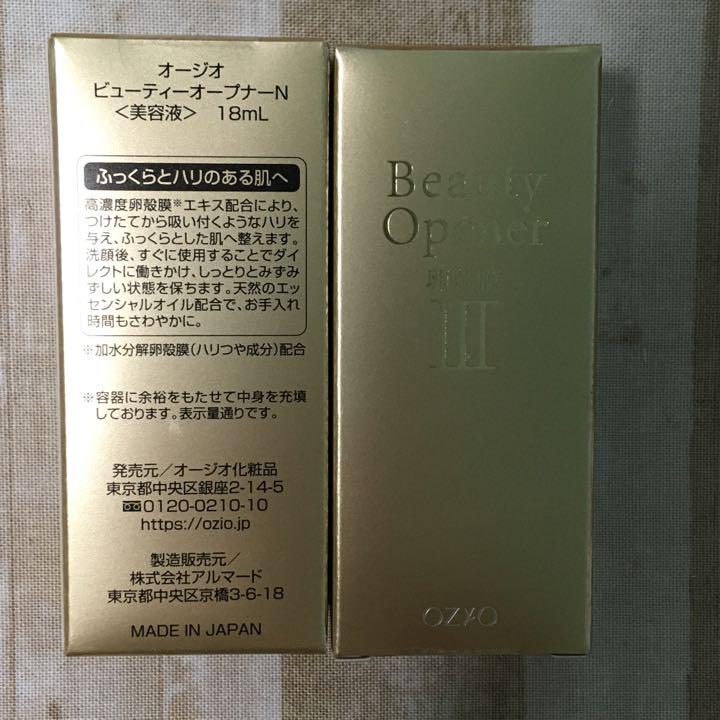 オージオ
ビューティーオープナーN
＜美容液＞ 18mL
ふっくらとハリのある肌へ
高濃度卵殻膜※エキス配合により、
つけたてから吸い付くようなハリを
与え、ふっくらとした肌へ整えます。
洗顔後、すぐに使用することでダイ
レクトに働きかけ、しっとりとみずみ
ずしい状態を保ちます。天然のエッ
センシャルオイル配合で、お手入れ
時間もさわやかに。
※加水分解卵殻膜(ハリつや成分)配合
※容器に余裕をもたせて中身を充填
しております。表示量通りです。
発売元／オージオ化粧品
東京都中央区銀座2-14-5
0120-0210-10
https://ozio.jp
製造販売元／
株式会社アルマード
東京都中央区京橋3-6-18
MADE IN JAPAN
Beauty
Opener
卵殻膜
III
OZIO